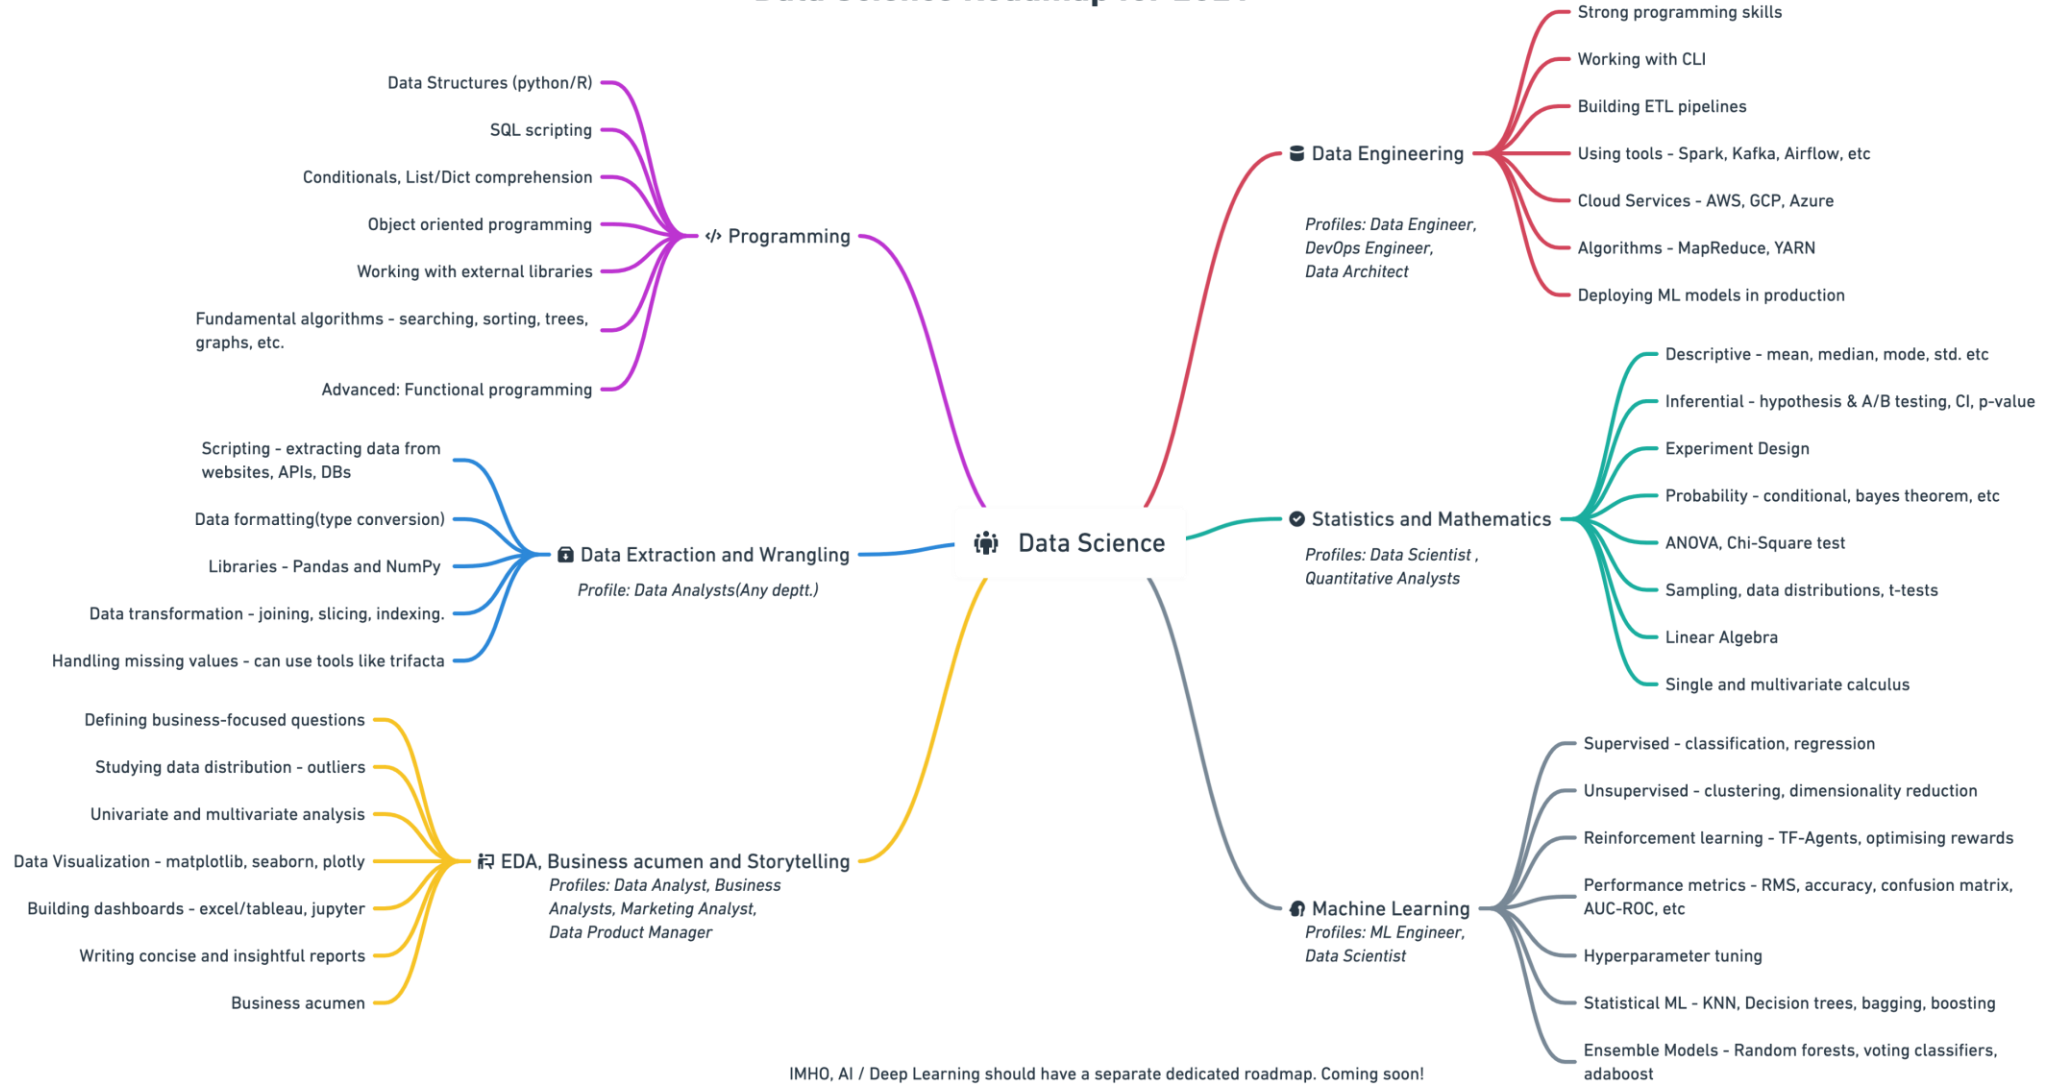 Data Science Roadmap for 2021
Data Structures (python/R)
SQL scripting
Conditionals, List/Dict comprehension
Object oriented programming
Working with external libraries
Fundamental algorithms - searching, sorting, trees,
graphs, etc.
Advanced: Functional programming
Programming
Scripting - extracting data from
websites, APIs, DBs
Data formatting(type conversion)
Libraries - Pandas and NumPy
Data transformation - joining, slicing, indexing.
Handling missing values - can use tools like trifacta
Data Extraction and Wrangling
Profile: Data Analysts(Any deptt.)
Defining business-focused questions
Studying data distribution - outliers
Univariate and multivariate analysis
Data Visualization - matplotlib, seaborn, plotly
Building dashboards - excel/tableau, jupyter
Writing concise and insightful reports
Business acumen
EDA, Business acumen and Storytelling
Profiles: Data Analyst, Business
Analysts, Marketing Analyst,
Data Product Manager
Data Science
Data Engineering
Profiles: Data Engineer,
DevOps Engineer,
Data Architect
Strong programming skills
Working with CLI
Building ETL pipelines
Using tools - Spark, Kafka, Airflow, etc
Cloud Services - AWS, GCP, Azure
Algorithms - MapReduce, YARN
Deploying ML models in production
Statistics and Mathematics
Profiles: Data Scientist ,
Quantitative Analysts
Descriptive - mean, median, mode, std. etc
Inferential - hypothesis & A/B testing, CI, p-value
Experiment Design
Probability - conditional, bayes theorem, etc
ANOVA, Chi-Square test
Sampling, data distributions, t-tests
Linear Algebra
Single and multivariate calculus
Machine Learning
Profiles: ML Engineer,
Data Scientist
Supervised - classification, regression
Unsupervised - clustering, dimensionality reduction
Reinforcement learning - TF-Agents, optimising rewards
Performance metrics - RMS, accuracy, confusion matrix,
AUC-ROC, etc
Hyperparameter tuning
Statistical ML - KNN, Decision trees, bagging, boosting
Ensemble Models - Random forests, voting classifiers,
adaboost
IMHO, AI / Deep Learning should have a separate dedicated roadmap. Coming soon!